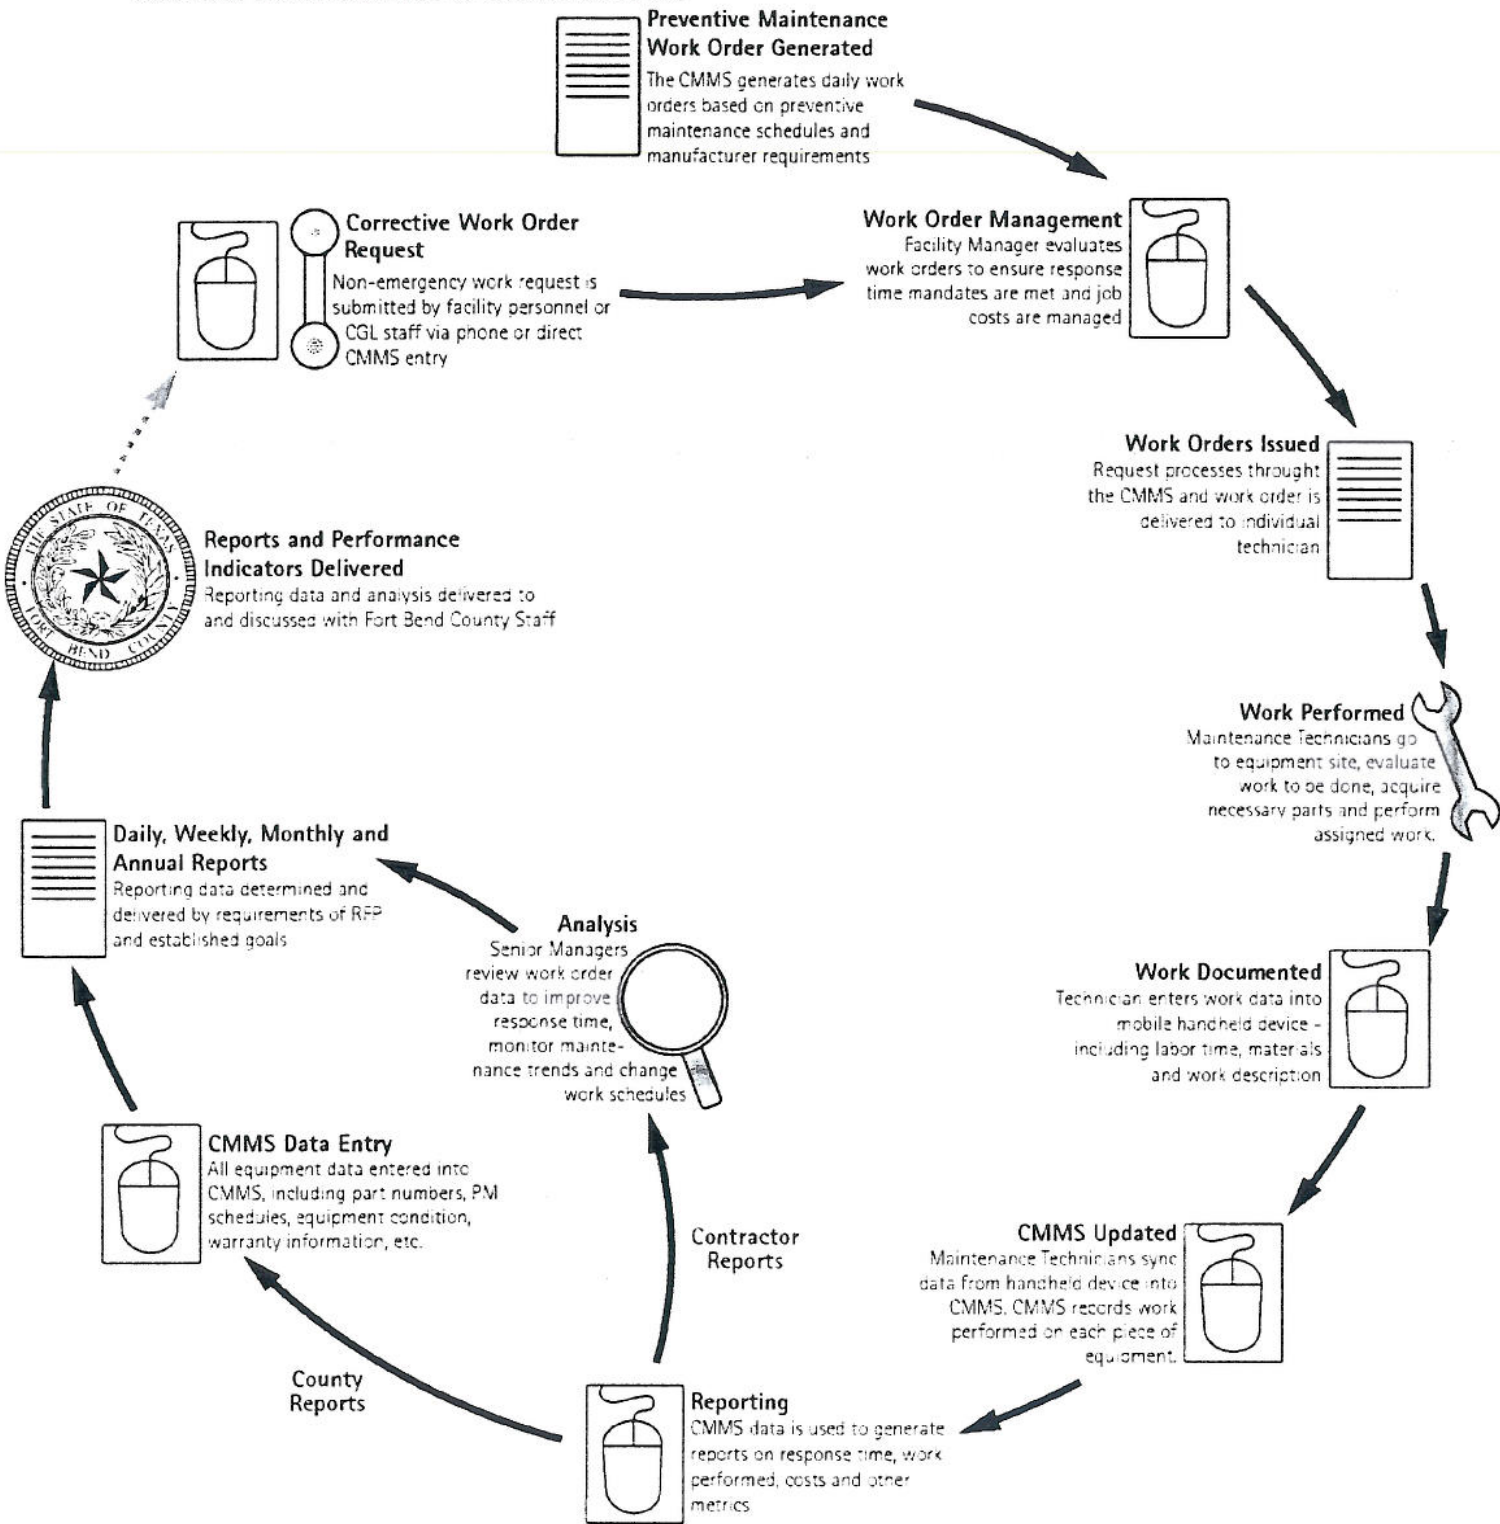 Preventive Maintenance
Work Order Generated
The CMMS generates daily work
orders based on preventive
maintenance schedules and
manufacturer requirements
Corrective Work Order
Request
Non-emergency work request is
submitted by facility personnel or
CGL staff via phone or direct
CMMS entry
Work Order Management
Facility Manager evaluates
work orders to ensure response
time mandates are met and job
costs are managed
Work Orders Issued
Request processes throught
the CMMS and work order is
delivered to individual
technician
THE STATE OF TEXAS
FORT BEND COUNTY
Reports and Performance
Indicators Delivered
Reporting data and analysis delivered to
and discussed with Fort Bend County Staff
Work Performed
Maintenance Technicians go
to equipment site, evaluate
work to be done, acquire
necessary parts and perform
assigned work.
Daily, Weekly, Monthly and
Annual Reports
Reporting data determined and
delivered by requirements of RFP
and established goals
Analysis
Senior Managers
review work order
data to improve
response time,
monitor mainte-
nance trends and change
work schedules
Work Documented
Technician enters work data into
mobile handheld device -
including labor time, materials
and work description
CMMS Data Entry
All equipment data entered into
CMMS, including part numbers, PM
schedules, equipment condition,
warranty information, etc.
Contractor
Reports
CMMS Updated
Maintenance Technicians sync
data from handheld device into
CMMS. CMMS records work
performed on each piece of
equipment.
County
Reports
Reporting
CMMS data is used to generate
reports on response time, work
performed, costs and other
metrics